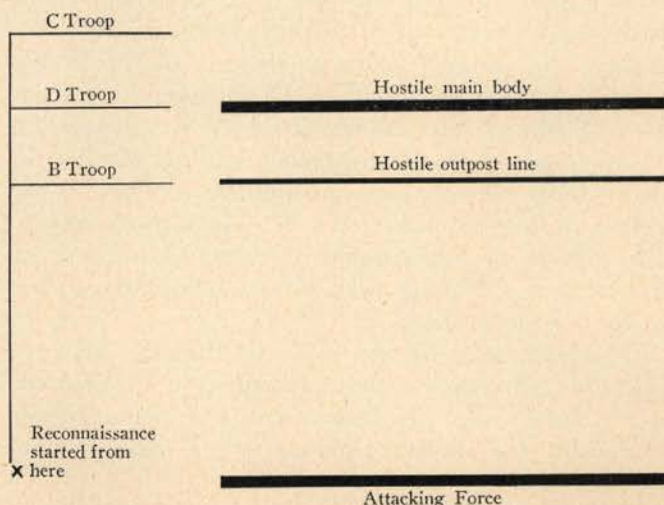 C Troop
D Troop
Hostile main body
B Troop
Hostile outpost line
Reconnaissance
started from
x here
Attacking Force